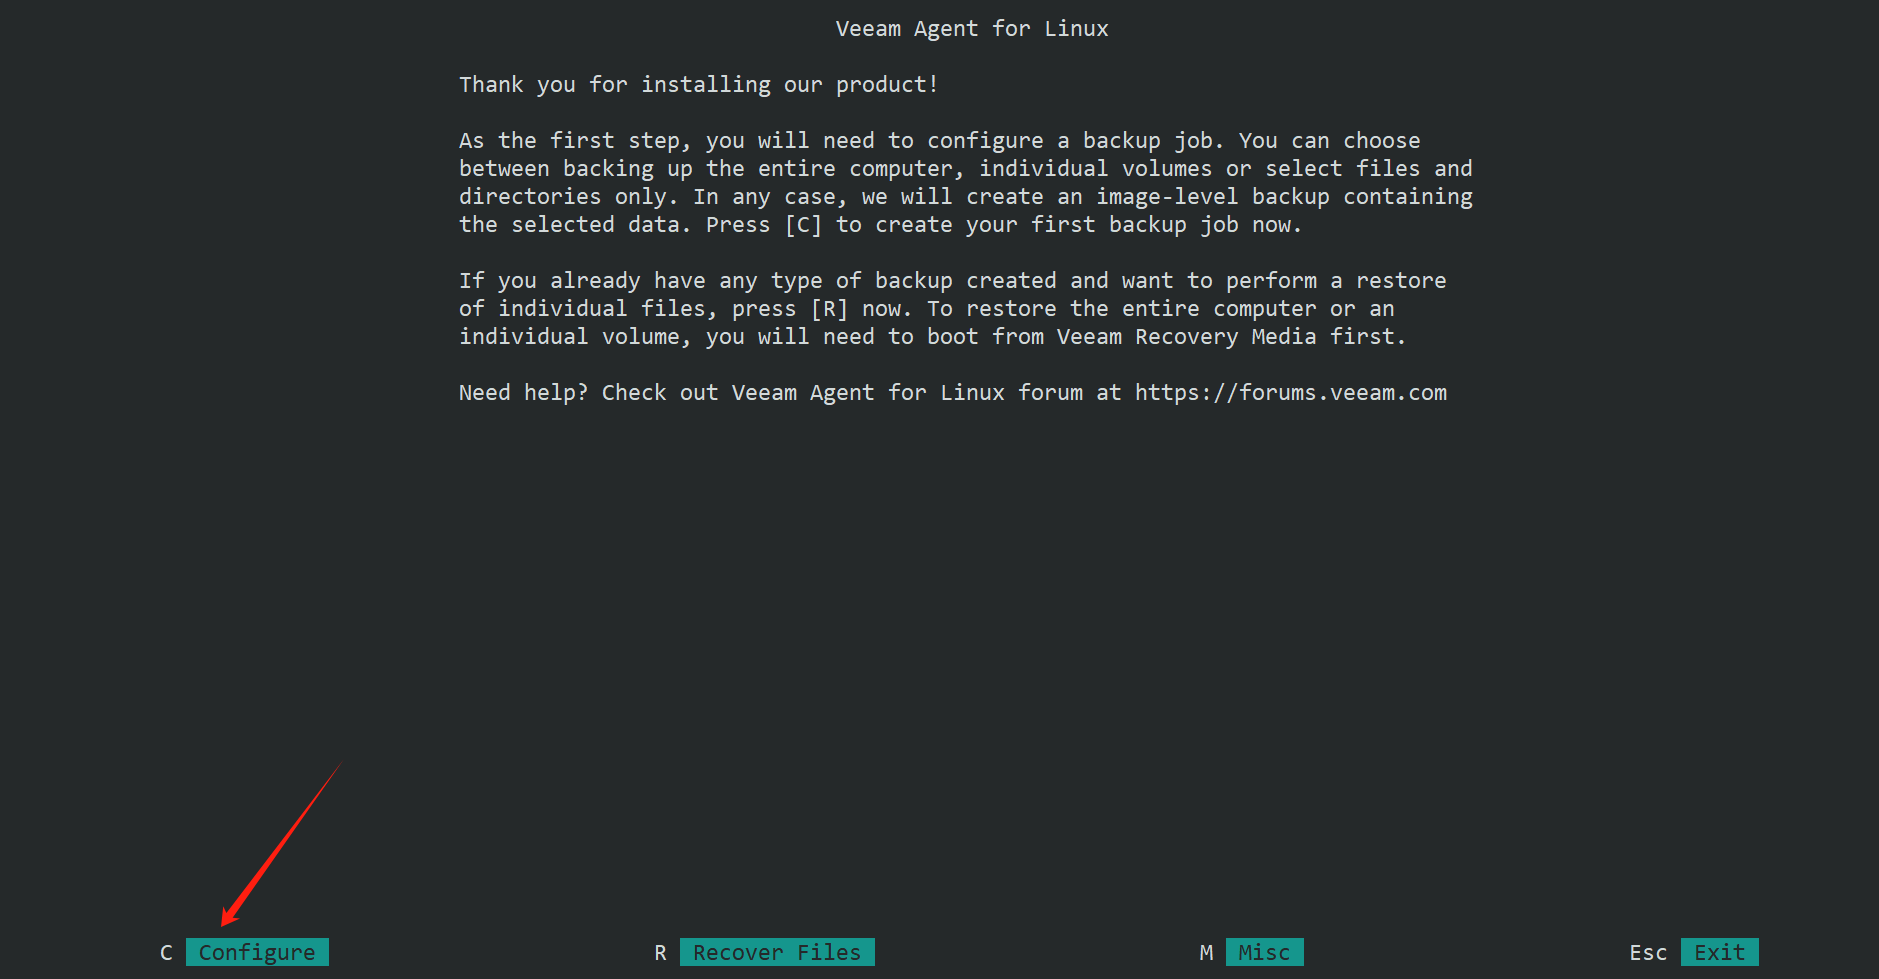 Veeam Agent for Linux
Thank you for installing our product!
As the first step, you will need to configure a backup job. You can choose
between backing up the entire computer, individual volumes or select files and
directories only. In any case, we will create an image-level backup containing
the selected data. Press [C] to create your first backup job now.
If you already have any type of backup created and want to perform a restore
of individual files, press [R] now. To restore the entire computer or an
individual volume, you will need to boot from Veeam Recovery Media first.
Need help? Check out Veeam Agent for Linux forum at https://forums.veeam.com
C Configure R Recover Files M Misc Esc Exit